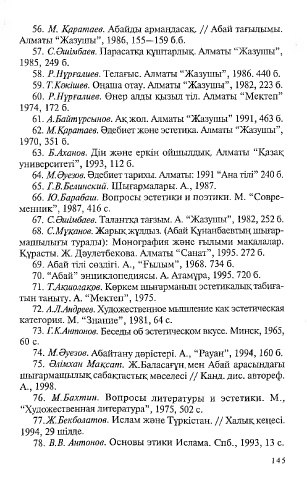 56. М. Қаратаев. Абайды армандасақ. // Абай тағылымы.
Алматы “Жазушы”, 1986, 155—159 б.б.
57. С.Әшімбаев. Парасатқа құштарлық. Алматы “Жазушы”,
1985, 249 б.
58. Р.Нұрғалиев. Телағыс. Алматы “Жазушы”, 1986. 440 б.
59. Т.Кәкішев. Оңаша отау. Алматы “Жазушы”, 1982, 223 б.
60. Р.Нұрғалиев. Өнер алды қызыл тіл. Алматы “Мектеп”
1974, 172 б.
61. А.Байтұрсынов. Ақ жол. Алматы “Жазушы” 1991, 463 б.
62. М.Қаратаев. Әдебиет және эстетика. Алматы “Жазушы”,
1970, 351 б.
63. Б.Аханов. Дін және еркін ойшылдық. Алматы “Қазақ
университеті”, 1993, 112 б.
64. М.Әуезов. Әдебиет тарихы. Алматы: 1991 “Ана тілі” 240 б.
65. Г.В.Белинский. Шығармалары. А., 1987.
66. Ю.Барабаш. Вопросы эстетики и поэтики. М. “Совре-
менник”, 1987, 416 с.
67. С.Әшімбаев. Талантқа тағзым. А. “Жазушы”, 1982, 252 б.
68. С.Мұқанов. Жарық жұлдыз. (Абай Құнанбаевтың шығар-
машылығы туралы): Монография және ғылыми мақалалар.
Құрасты. Ж. Дәулетбекова. Алматы “Санат”, 1995. 272 б.
69. Абай тілі сөздігі. А., “Ғылым”, 1968. 734 б.
70. “Абай” энциклопедиясы. А. Атамұра, 1995. 720 б.
71. Т.Ақшолақов. Көркем шығарманың эстетикалық табиға-
тын таныту. А. “Мектеп”, 1975.
72. А.Л.Андреев. Художественное мышление как эстетическая
категория. М. “Знание”, 1981, 64 с.
73. Г.К.Антонов. Беседы об эстетическом вкусе. Минск, 1965,
60 с.
74. М.Әуезов. Абайтану дәрістері. А., “Рауан”, 1994, 160 б.
75. Әлімхан Мақсат. Ж.Баласағұн мен Абай арасындағы
шығармашылық сабақтастық мәселесі // Канд. дис. автореф.
А., 1998.
76. М.Бахтин. Вопросы литературы и эстетики. М.,
“Художественная литература”, 1975, 502 с.
77. Ж.Бекболатов. Ислам және Түркістан. // Халық кеңесі.
1994, 29 шілде.
78. В.В. Антонов. Основы этики Ислама. Спб., 1993, 13 с.
145